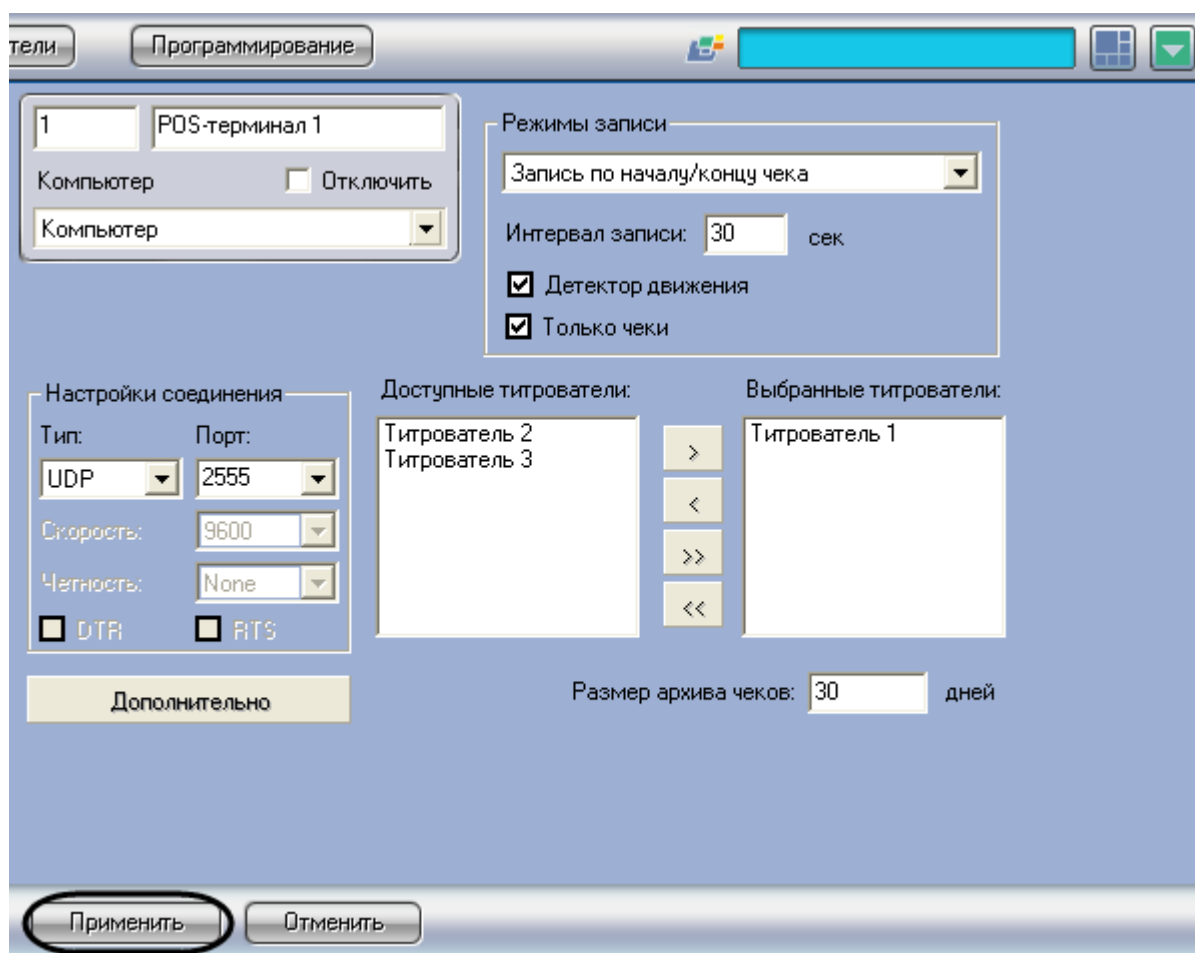 тели
Программирование
1
POS-терминал 1
Компьютер
Отключить
Компьютер
Режимы записи
Запись по началу/концу чека
Интервал записи: 30 сек
Детектор движения
Только чеки
Настройки соединения
Тип: Порт:
UDP 2555
Скорость: 9600
Четность: None
DTR RTS
Дополнительно
Доступные титрователи:
Титрователь 2
Титрователь 3
>
<
>>
<<
Выбранные титрователи:
Титрователь 1
Размер архива чеков: 30 дней
Применить
Отменить